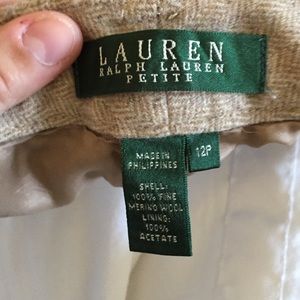 LAUREN
RALPH LAUREN
PETITE
MADE IN
PHILIPPINES
12P
SHELL:
100% FINE
MERINO WOOL
LINING:
100%
ACETATE